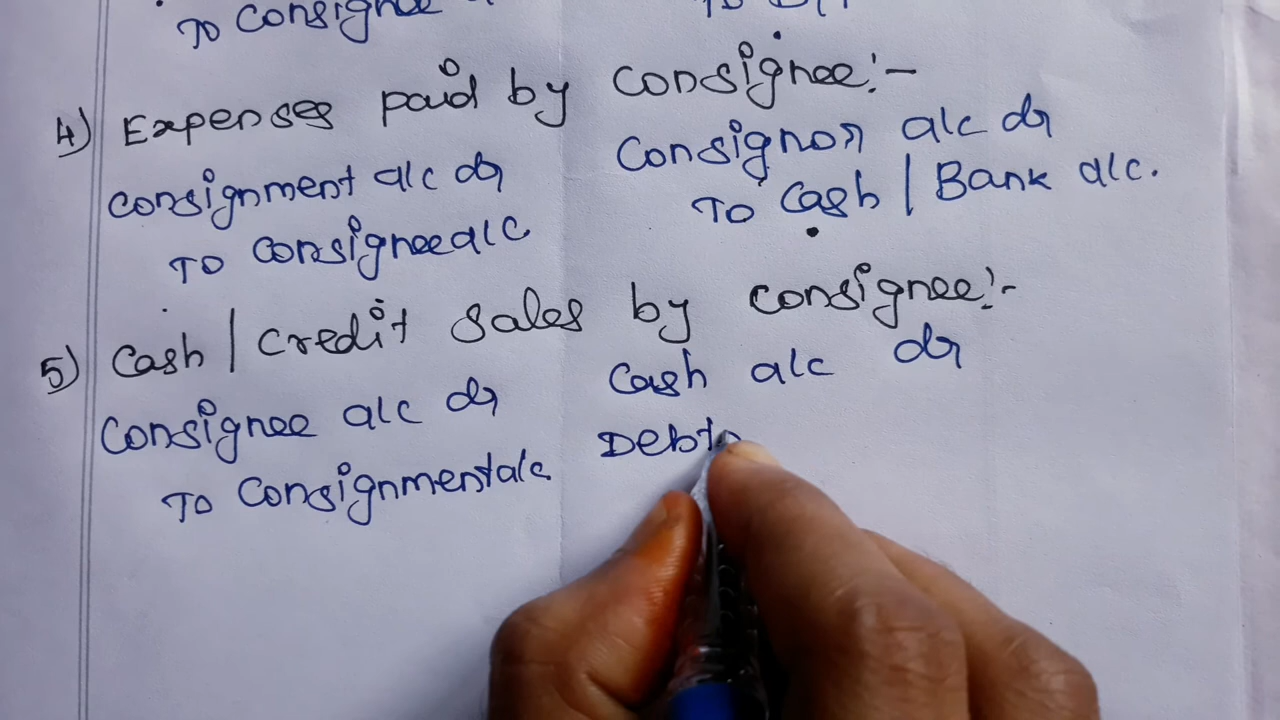 To Consignee
4) Expenses paid by Consignee:-
Consignment a/c dr
To Consignee a/c
Consignor a/c dr
To Cash / Bank a/c.
5) Cash / Credit Sales by Consignee:-
Consignee a/c dr
To Consignment a/c
Cash a/c dr
Debto